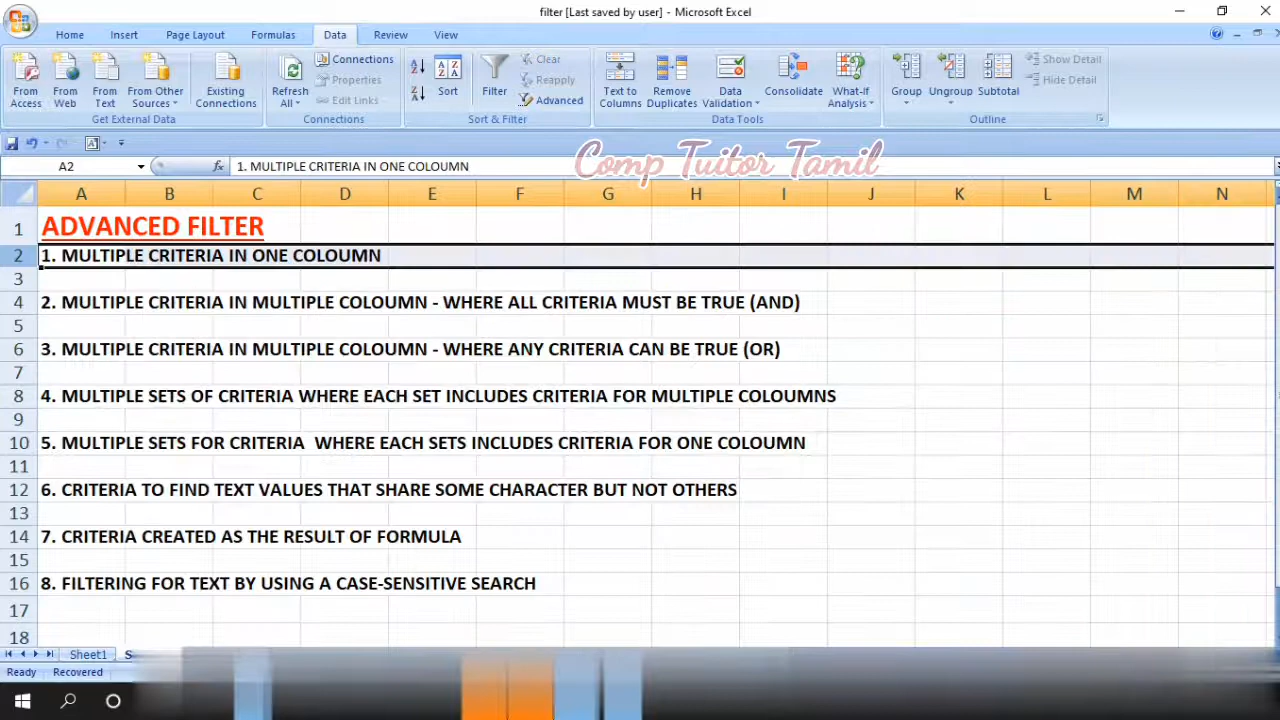 filter [Last saved by user] - Microsoft Excel
Home Insert Page Layout Formulas Data Review View
From Access From Web From Text From Other Sources Existing Connections
Get External Data
Refresh All Connections Properties Edit Links
Connections
Sort Filter Clear Reapply Advanced
Sort & Filter
Text to Columns Remove Duplicates Data Validation Consolidate What-If Analysis
Data Tools
Group Ungroup Subtotal Show Detail Hide Detail
Outline
Comp Tuitor Tamil
A2 fx 1. MULTIPLE CRITERIA IN ONE COLOUMN
A B C D E F G H I J K L M N
1 ADVANCED FILTER
2 1. MULTIPLE CRITERIA IN ONE COLOUMN
3
4 2. MULTIPLE CRITERIA IN MULTIPLE COLOUMN - WHERE ALL CRITERIA MUST BE TRUE (AND)
5
6 3. MULTIPLE CRITERIA IN MULTIPLE COLOUMN - WHERE ANY CRITERIA CAN BE TRUE (OR)
7
8 4. MULTIPLE SETS OF CRITERIA WHERE EACH SET INCLUDES CRITERIA FOR MULTIPLE COLOUMNS
9
10 5. MULTIPLE SETS FOR CRITERIA WHERE EACH SETS INCLUDES CRITERIA FOR ONE COLOUMN
11
12 6. CRITERIA TO FIND TEXT VALUES THAT SHARE SOME CHARACTER BUT NOT OTHERS
13
14 7. CRITERIA CREATED AS THE RESULT OF FORMULA
15
16 8. FILTERING FOR TEXT BY USING A CASE-SENSITIVE SEARCH
17
18
Sheet1
Ready Recovered